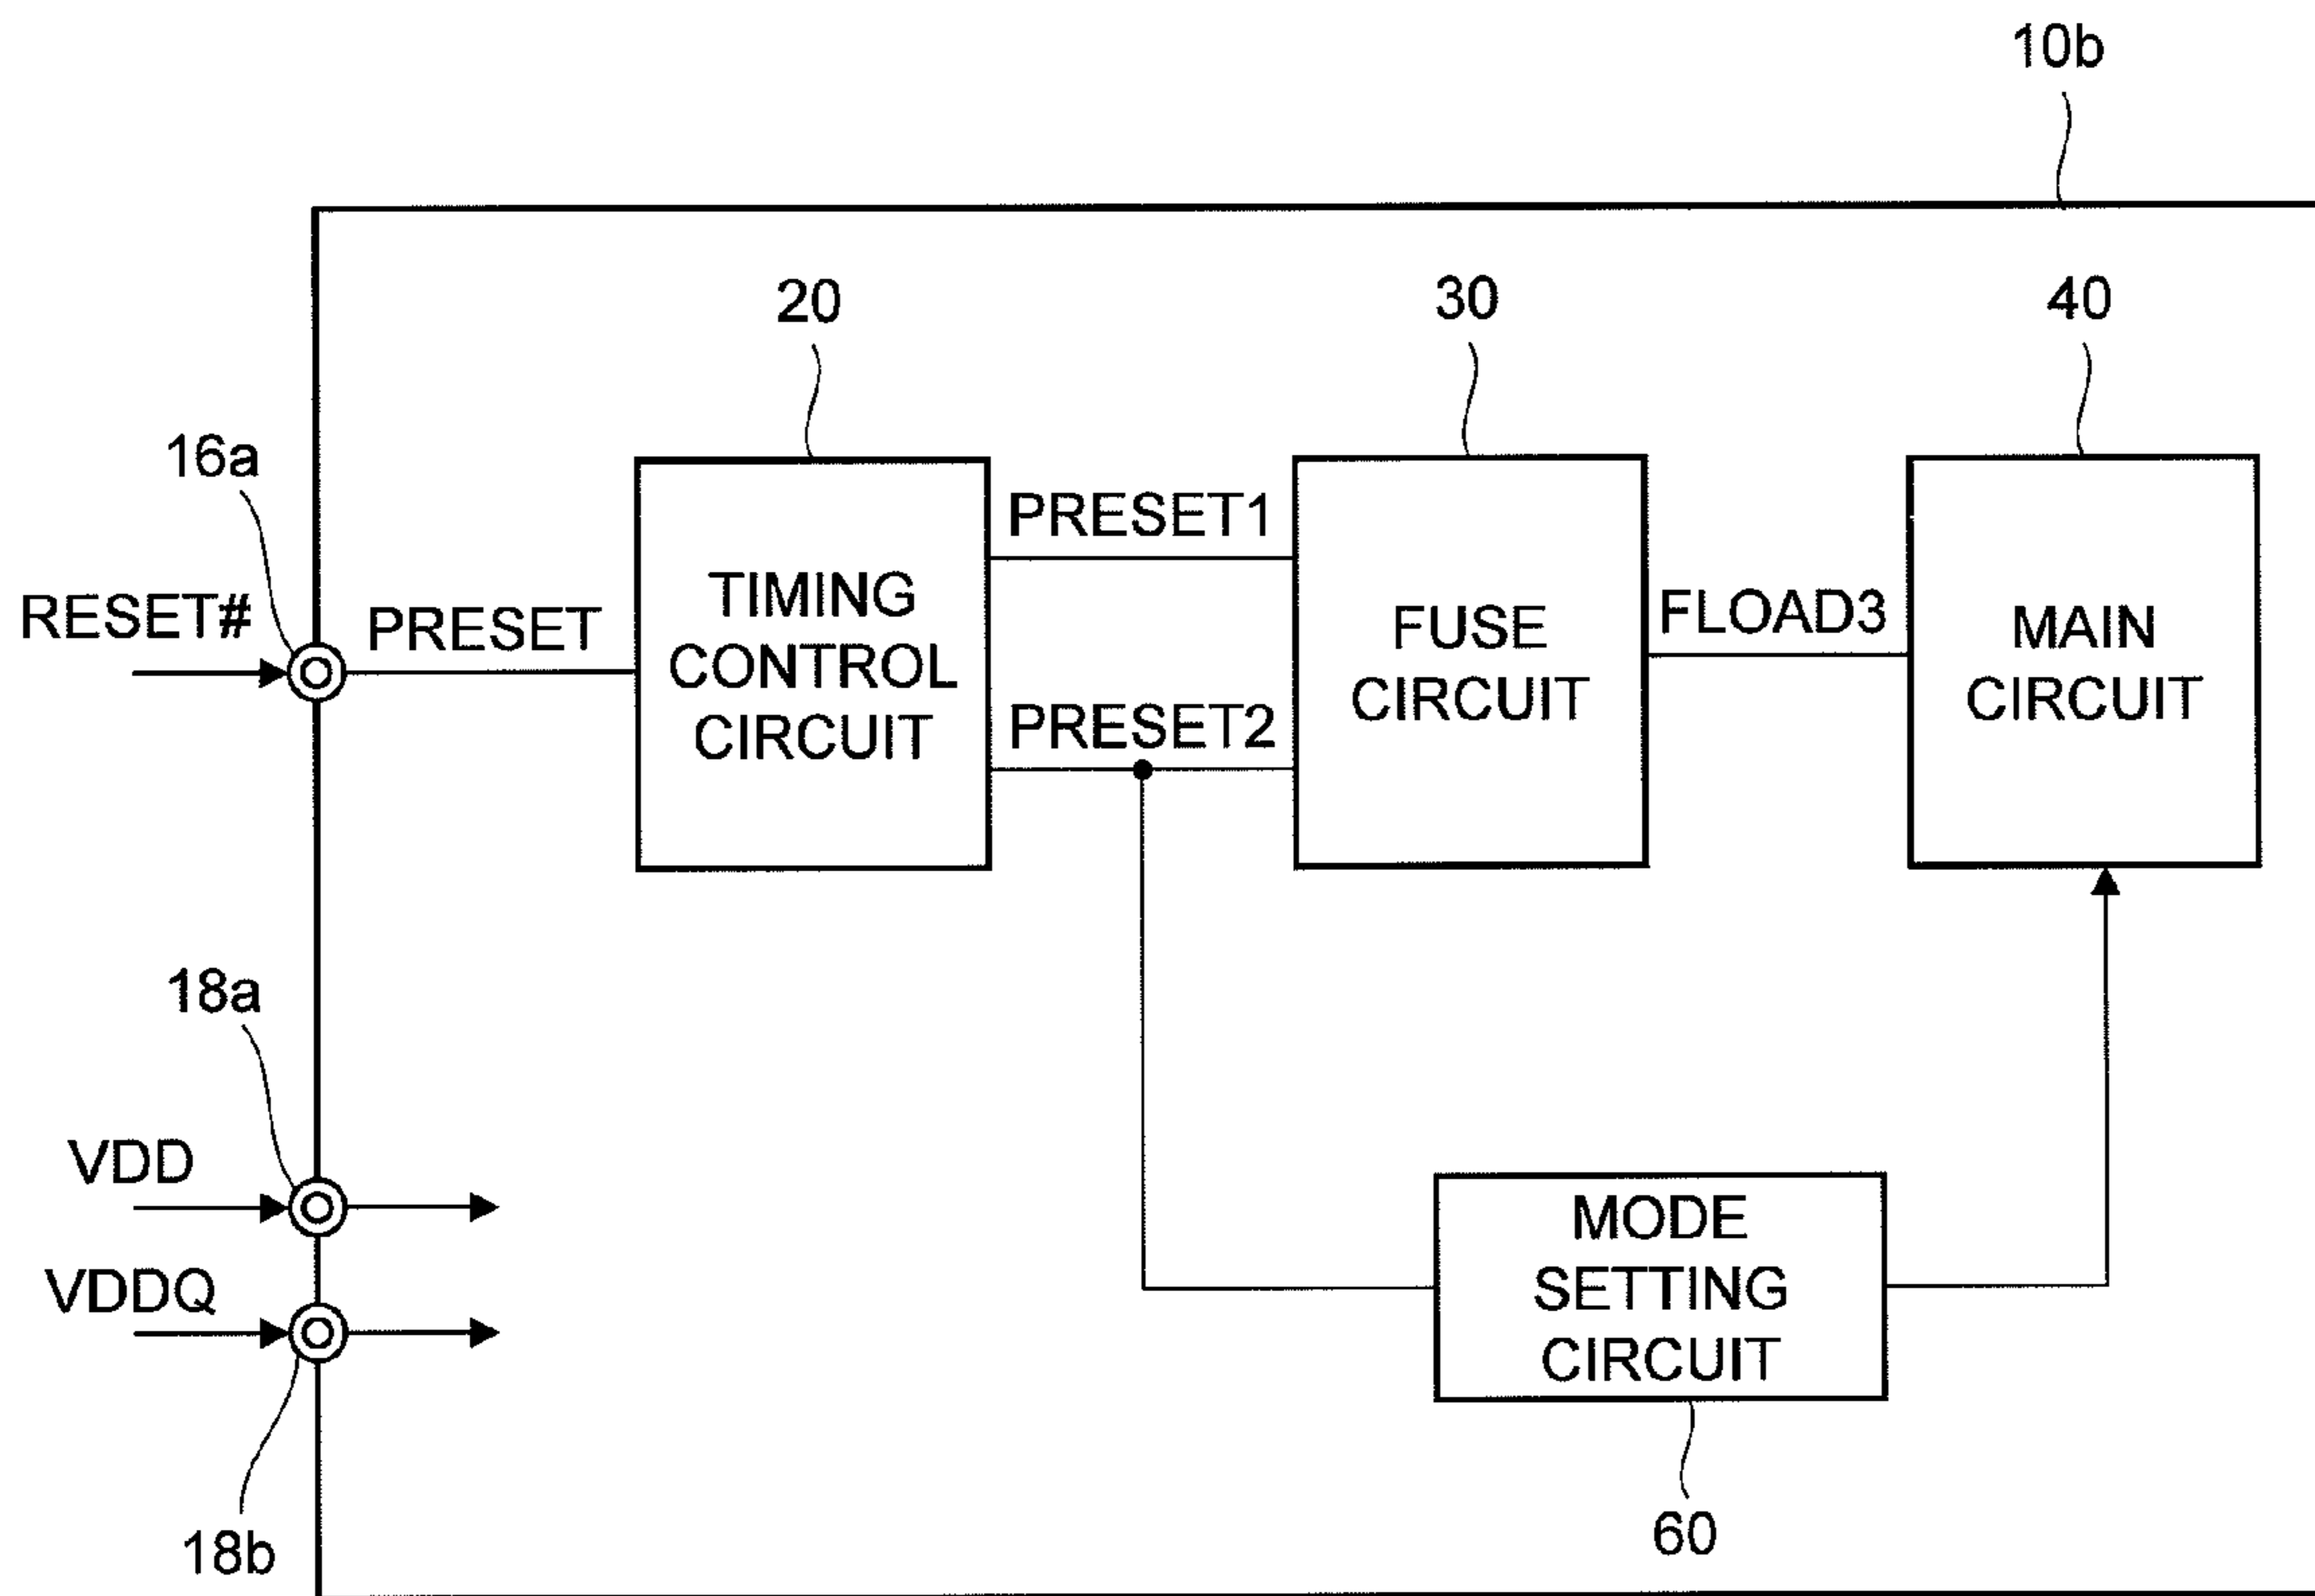 10b
20
30
40
16a
RESET#
PRESET
TIMING
CONTROL
CIRCUIT
PRESET1
PRESET2
FUSE
CIRCUIT
FLOAD3
MAIN
CIRCUIT
18a
VDD
VDDQ
18b
MODE
SETTING
CIRCUIT
60